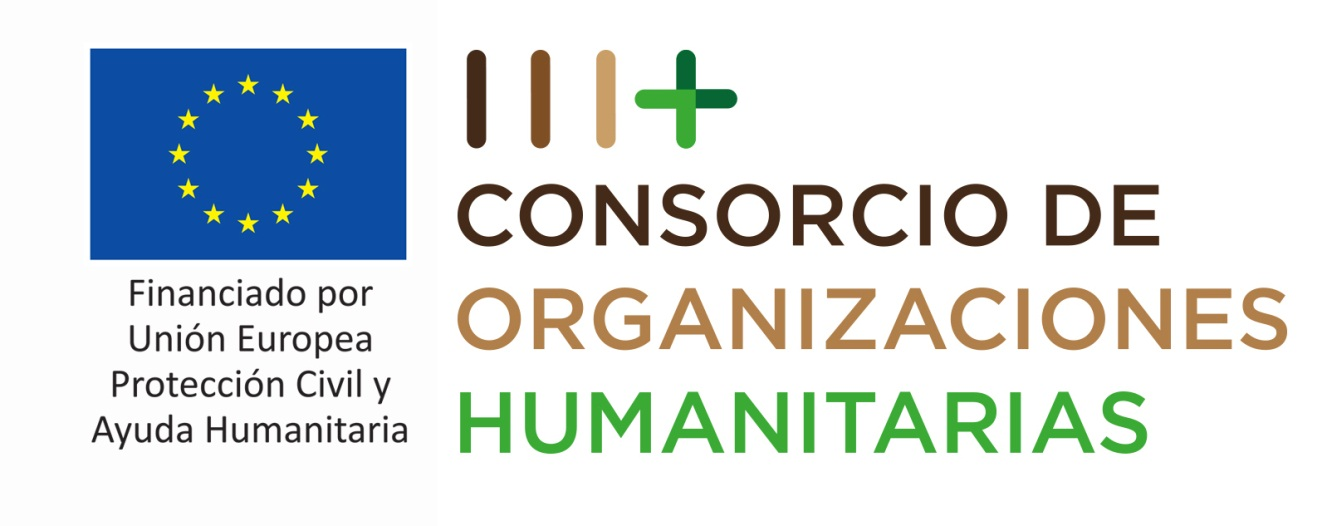 Financiado por
Unión Europea
Protección Civil y
Ayuda Humanitaria
CONSORCIO DE
ORGANIZACIONES
HUMANITARIAS